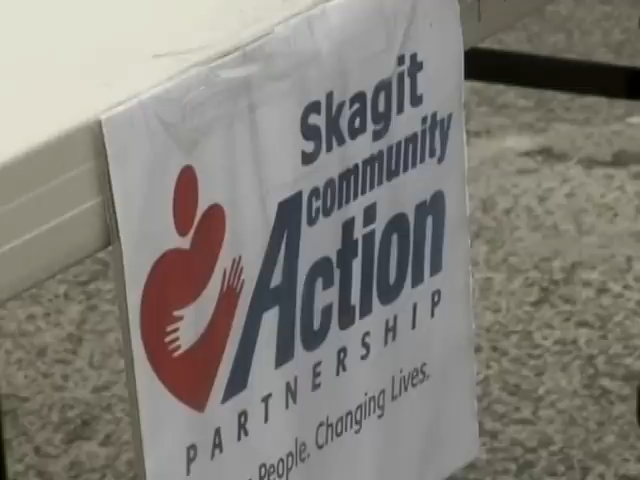 Skagit
community
Action
PARTNERSHIP
People. Changing Lives.